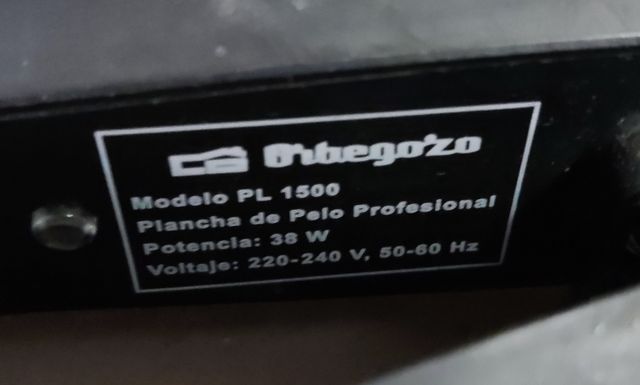 Orbegozo
Modelo PL 1500
Plancha de Pelo Profesional
Potencia: 38 W
Voltaje: 220-240 V, 50-60 Hz